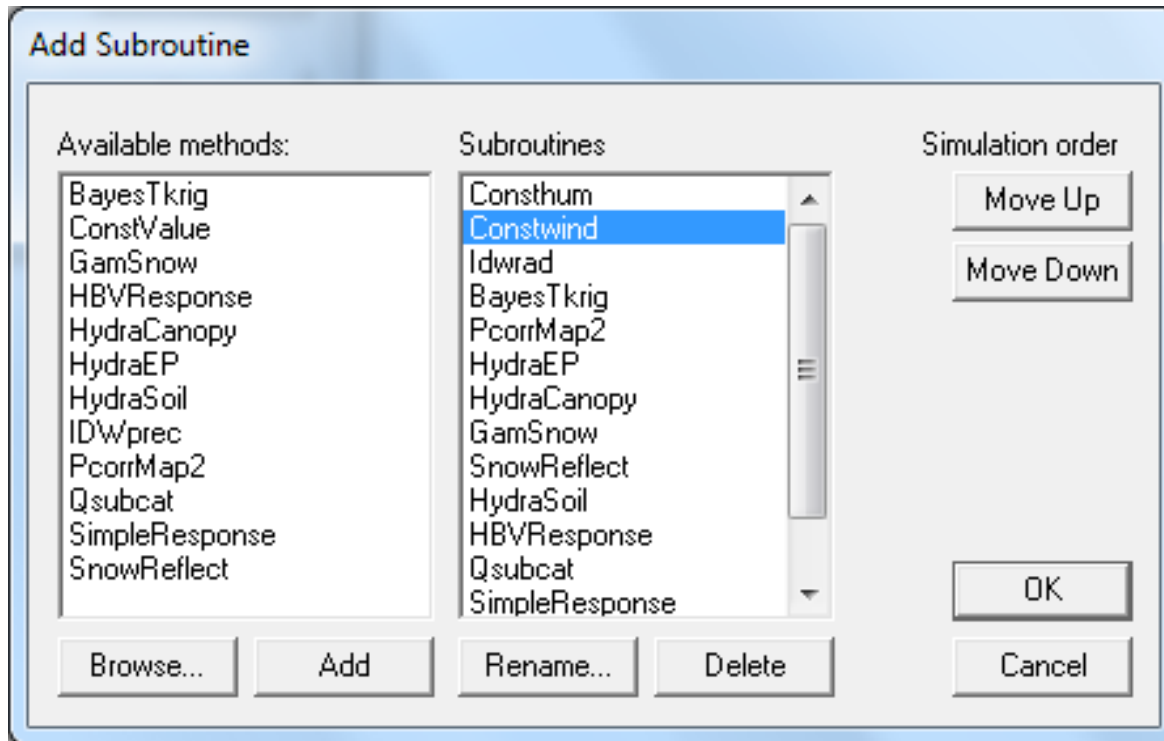 Add Subroutine
Available methods:
BayesTkrig
ConstValue
GamSnow
HBVResponse
HydraCanopy
HydraEP
HydraSoil
IDWprec
PcorrMap2
Qsubcat
SimpleResponse
SnowReflect
Browse...
Add
Subroutines
Consthum
Constwind
Idwrad
BayesTkrig
PcorrMap2
HydraEP
HydraCanopy
GamSnow
SnowReflect
HydraSoil
HBVResponse
Qsubcat
SimpleResponse
Rename...
Delete
Simulation order
Move Up
Move Down
OK
Cancel